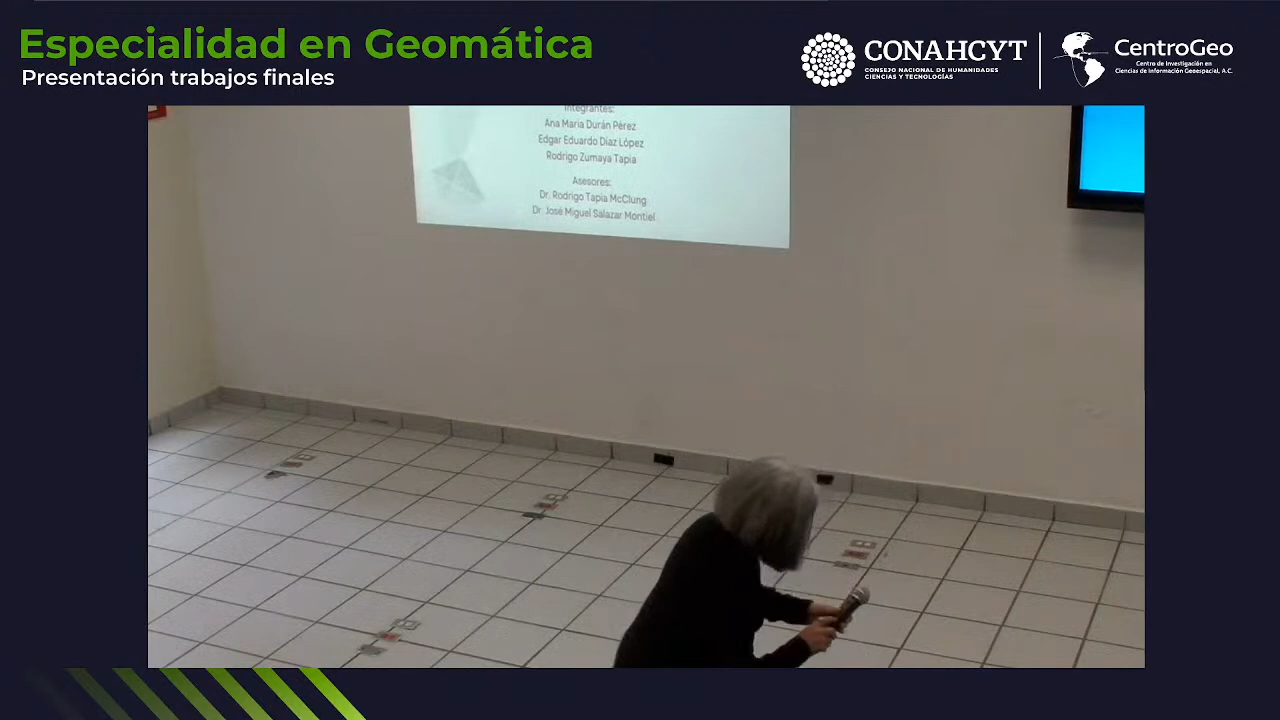 Especialidad en Geomática
Presentación trabajos finales
CONAHCYT
CONSEJO NACIONAL DE HUMANIDADES
CIENCIAS Y TECNOLOGÍAS
CentroGeo
Centro de Investigación en
Ciencias de Información Geoespacial, A.C.
Integrantes:
Ana Maria Durán Pérez
Edgar Eduardo Diaz López
Rodrigo Zumaya Tapia
Asesores:
Dr. Rodrigo Tapia McClung
Dr. José Miguel Salazar Montiel